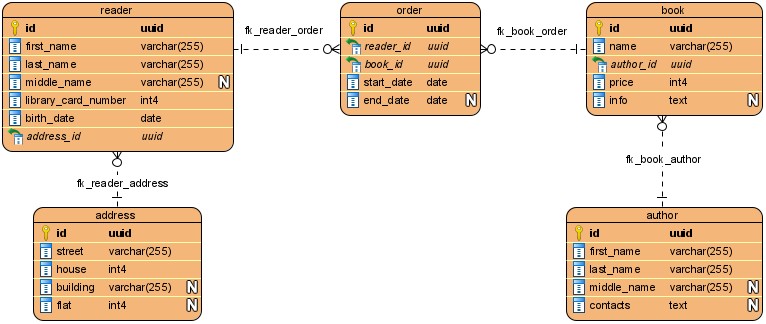 reader
id uuid
first_name varchar(255)
last_name varchar(255)
middle_name varchar(255) N
library_card_number int4
birth_date date
address_id uuid
fk_reader_order
order
id uuid
reader_id uuid
book_id uuid
start_date date
end_date date N
fk_book_order
book
id uuid
name varchar(255)
author_id uuid
price int4
info text N
fk_reader_address
fk_book_author
address
id uuid
street varchar(255)
house int4
building varchar(255) N
flat int4 N
author
id uuid
first_name varchar(255)
last_name varchar(255)
middle_name varchar(255) N
contacts text N